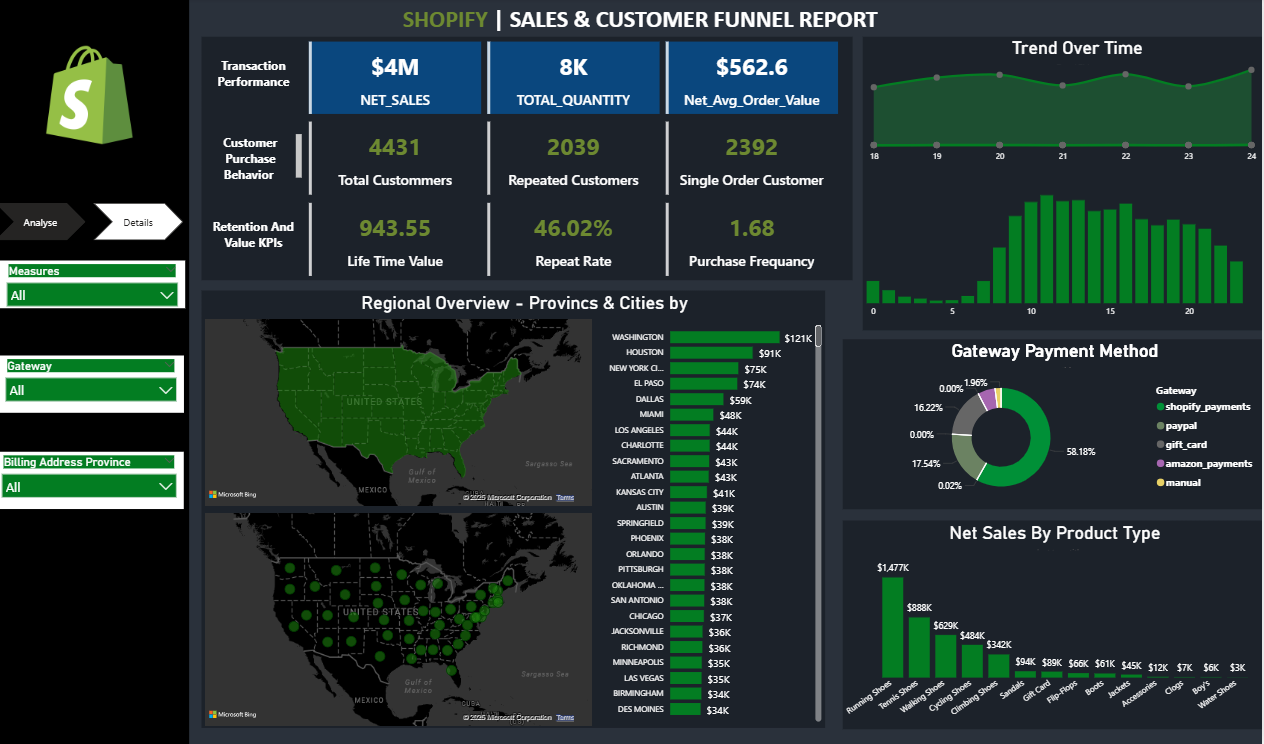 SHOPIFY | SALES & CUSTOMER FUNNEL REPORT
S
Analyse
Details
Measures
All
Gateway
All
Billing Address Province
All
Transaction
Performance
$4M
NET_SALES
8K
TOTAL_QUANTITY
$562.6
Net_Avg_Order_Value
Customer
Purchase
Behavior
4431
Total Custommers
2039
Repeated Customers
2392
Single Order Customer
Retention And
Value KPIs
943.55
Life Time Value
46.02%
Repeat Rate
1.68
Purchase Frequancy
Trend Over Time
18 19 20 21 22 23 24
0 5 10 15 20
Regional Overview - Provincs & Cities by
UNITED STATES
MEXICO
Gulf of
Mexico
Sargasso Sea
CUBA
Microsoft Bing
© 2025 Microsoft Corporation Terms
UNITED STATES
MEXICO
Gulf of
Mexico
Sargasso Sea
CUBA
Microsoft Bing
© 2025 Microsoft Corporation Terms
WASHINGTON $121K
HOUSTON $91K
NEW YORK CI... $75K
EL PASO $74K
DALLAS $59K
MIAMI $48K
LOS ANGELES $44K
CHARLOTTE $44K
SACRAMENTO $43K
ATLANTA $43K
KANSAS CITY $41K
AUSTIN $39K
SPRINGFIELD $39K
PHOENIX $38K
ORLANDO $38K
PITTSBURGH $38K
OKLAHOMA ... $38K
SAN ANTONIO $38K
CHICAGO $37K
JACKSONVILLE $36K
RICHMOND $36K
MINNEAPOLIS $35K
LAS VEGAS $35K
BIRMINGHAM $34K
DES MOINES $34K
Gateway Payment Method
0.00% 1.96%
16.22%
0.00%
17.54%
0.02%
58.18%
Gateway
shopify_payments
paypal
gift_card
amazon_payments
manual
Net Sales By Product Type
$1,477K $888K $629K $484K $342K $94K $89K $66K $61K $45K $12K $7K $6K $3K
Running Shoes
Tennis Shoes
Walking Shoes
Cycling Shoes
Climbing Shoes
Sandals
Gift Card
Flip-Flops
Boots
Jackets
Accessories
Clogs
Boy's
Water Shoes